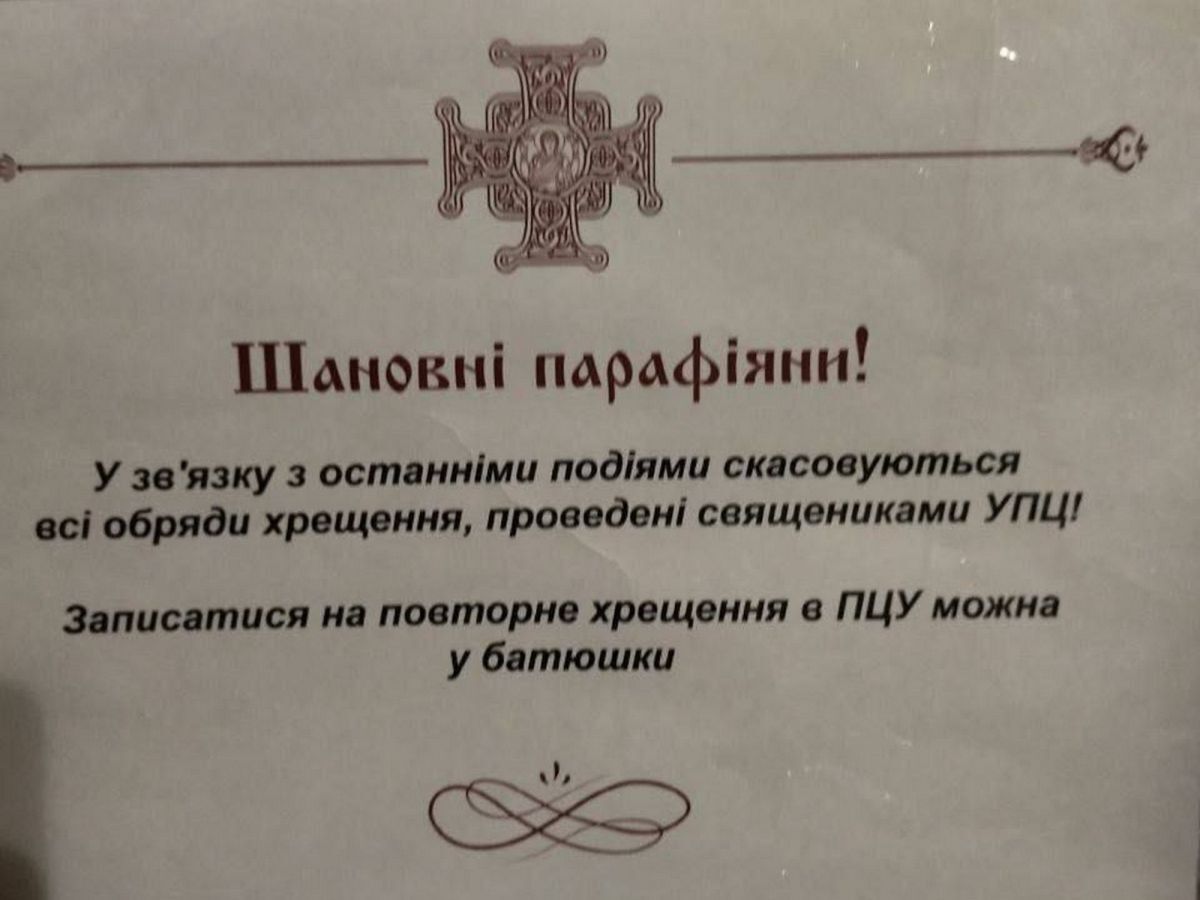 Шановні парафіяни!
У зв'язку з останніми подіями скасовуються
всі обряди хрещення, проведені священиками УПЦ!
Записатися на повторне хрещення в ПЦУ можна
у батюшки